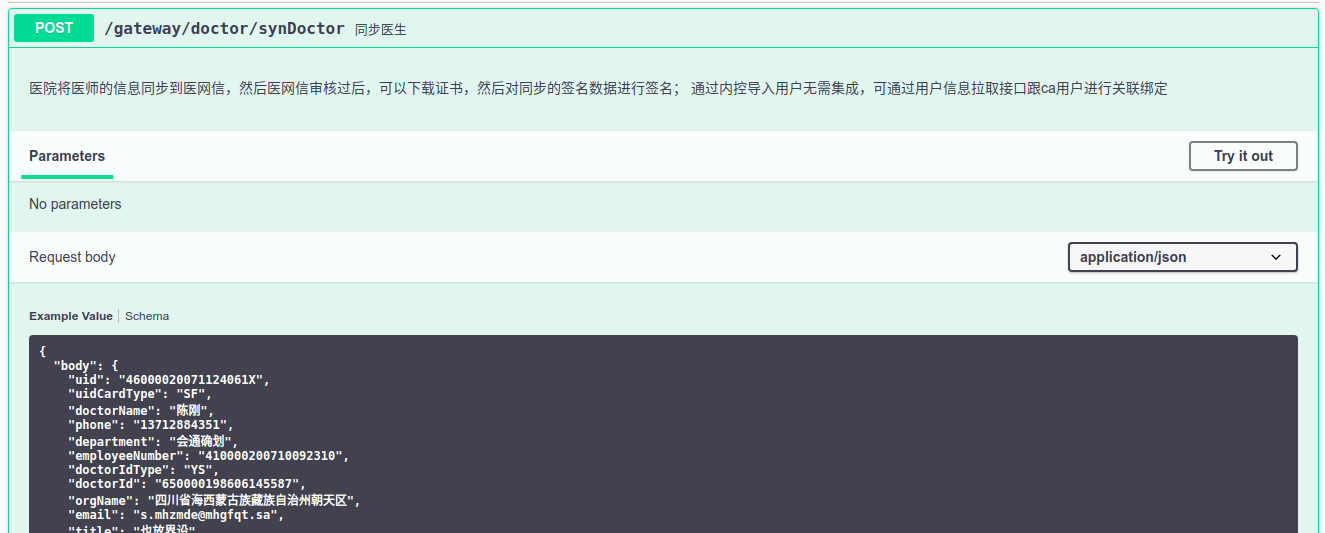 POST /gateway/doctor/synDoctor 同步医生
医院将医师的信息同步到医网信，然后医网信审核过后，可以下载证书，然后对同步的签名数据进行签名； 通过内控导入用户无需集成，可通过用户信息拉取接口跟ca用户进行关联绑定
Parameters
Try it out
No parameters
Request body
application/json
Example Value
Schema
{
"body": {
"uid": "46000020071124061X",
"uidCardType": "SF",
"doctorName": "陈刚",
"phone": "13712884351",
"department": "会通确划",
"employeeNumber": "410000200710092310",
"doctorIdType": "YS",
"doctorId": "650000198606145587",
"orgName": "四川省海西蒙古族藏族自治州朝天区",
"email": "s.mhzmde@mhgfqt.sa",
"title": "也放界设"